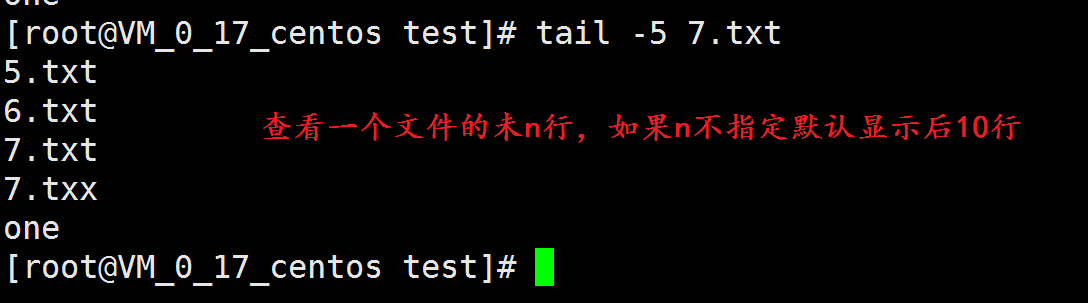 one
[root@VM_0_17_centos test]# tail -5 7.txt
5.txt
6.txt
查看一个文件的未n行，如果n不指定默认显示后10行
7.txt
7.txx
one
[root@VM_0_17_centos test]#